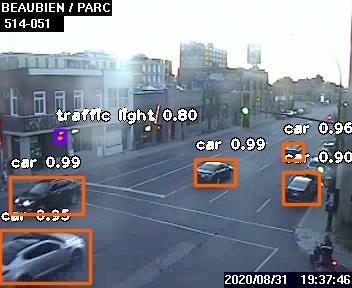 BEAUBIEN / PARC
514-051
traffic light 0.80
car 0.99
car 0.96
car 0.90
car 0.99
car 0.95
2020/08/31 19:37:46